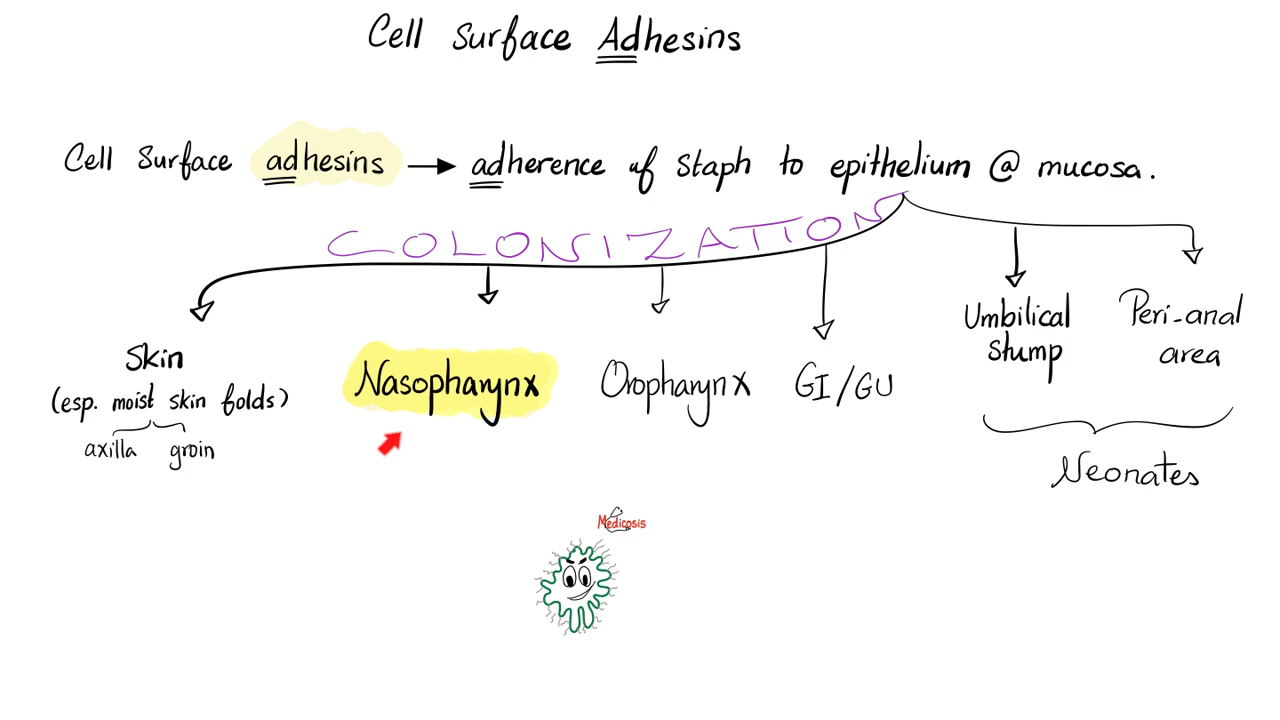 Cell Surface Adhesins
Cell Surface adhesins → adherence of Staph to epithelium @ mucosa.
COLONIZATION
Skin
(esp. moist skin folds)
axilla groin
Nasopharynx
Oropharynx
GI/GU
Umbilical
stump
Peri-anal
area
Neonates
Medicosis